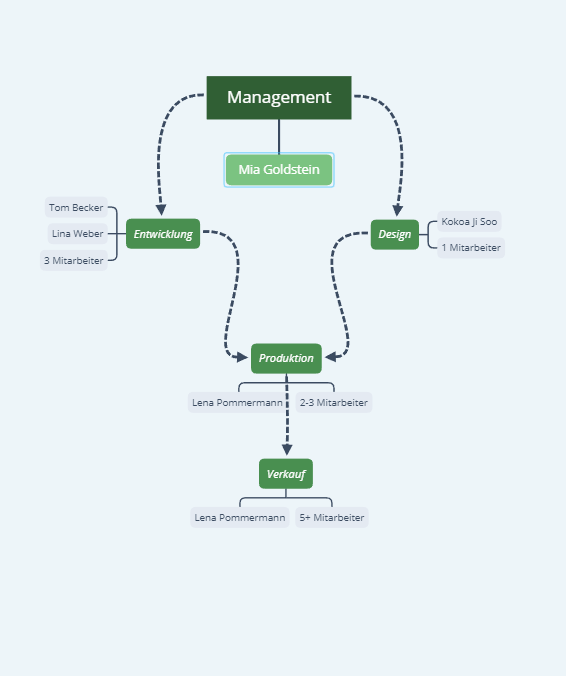 Management
Mia Goldstein
Tom Becker
Lina Weber
3 Mitarbeiter
Entwicklung
Design
Kokoa Ji Soo
1 Mitarbeiter
Produktion
Lena Pommermann
2-3 Mitarbeiter
Verkauf
Lena Pommermann
5+ Mitarbeiter